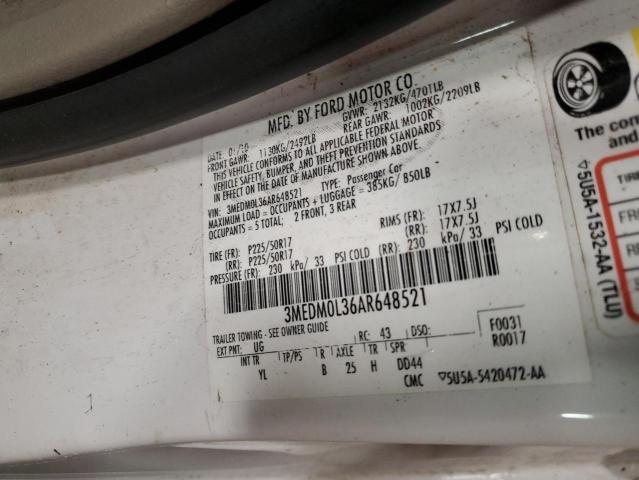 MFD. BY FORD MOTOR CO.
DATE: 01/10 GVWR: 2132KG/4701LB
FRONT GAWR: 1130KG/2492LB REAR GAWR: 1002KG/2209LB
THIS VEHICLE CONFORMS TO ALL APPLICABLE FEDERAL MOTOR
VEHICLE SAFETY, BUMPER, AND THEFT PREVENTION STANDARDS
IN EFFECT ON THE DATE OF MANUFACTURE SHOWN ABOVE.
VIN: 3MEDM0L36AR648521 TYPE: Passenger Car
MAXIMUM LOAD = OCCUPANTS + LUGGAGE = 385KG/ 850LB
OCCUPANTS = 5 TOTAL; 2 FRONT, 3 REAR
TIRE (FR): P225/50R17 RIMS (FR): 17X7.5J
(RR): P225/50R17 (RR): 17X7.5J
PRESSURE (FR): 230 kPa/ 33 PSI COLD (RR): 230 kPa/ 33 PSI COLD
3MEDM0L36AR648521
TRAILER TOWING - SEE OWNER GUIDE
EXT PNT: UG RC: 43 DSO: F0031
INT TR TP/PS R AXLE TR SPR R0017
YL B 25 H DD44
CMC ▽5U5A-5420472-AA
The com
and
▽5U5A-1532-AA (TLU)
TIRE